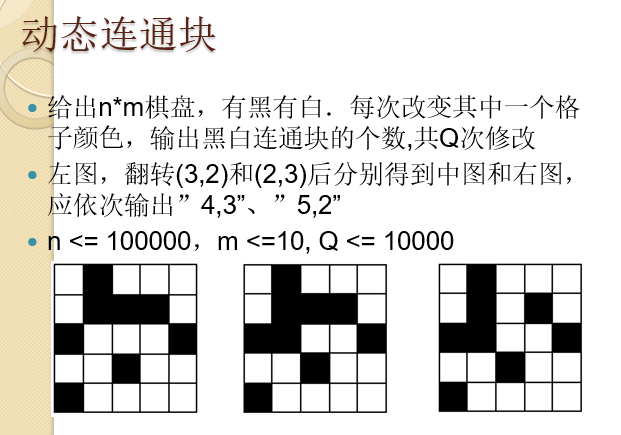 动态连通块
给出n*m棋盘，有黑有白．每次改变其中一个格
子颜色，输出黑白连通块的个数,共Q次修改
左图，翻转(3,2)和(2,3)后分别得到中图和右图，
应依次输出”4,3”、”5,2”
n <= 100000，m <=10, Q <= 10000